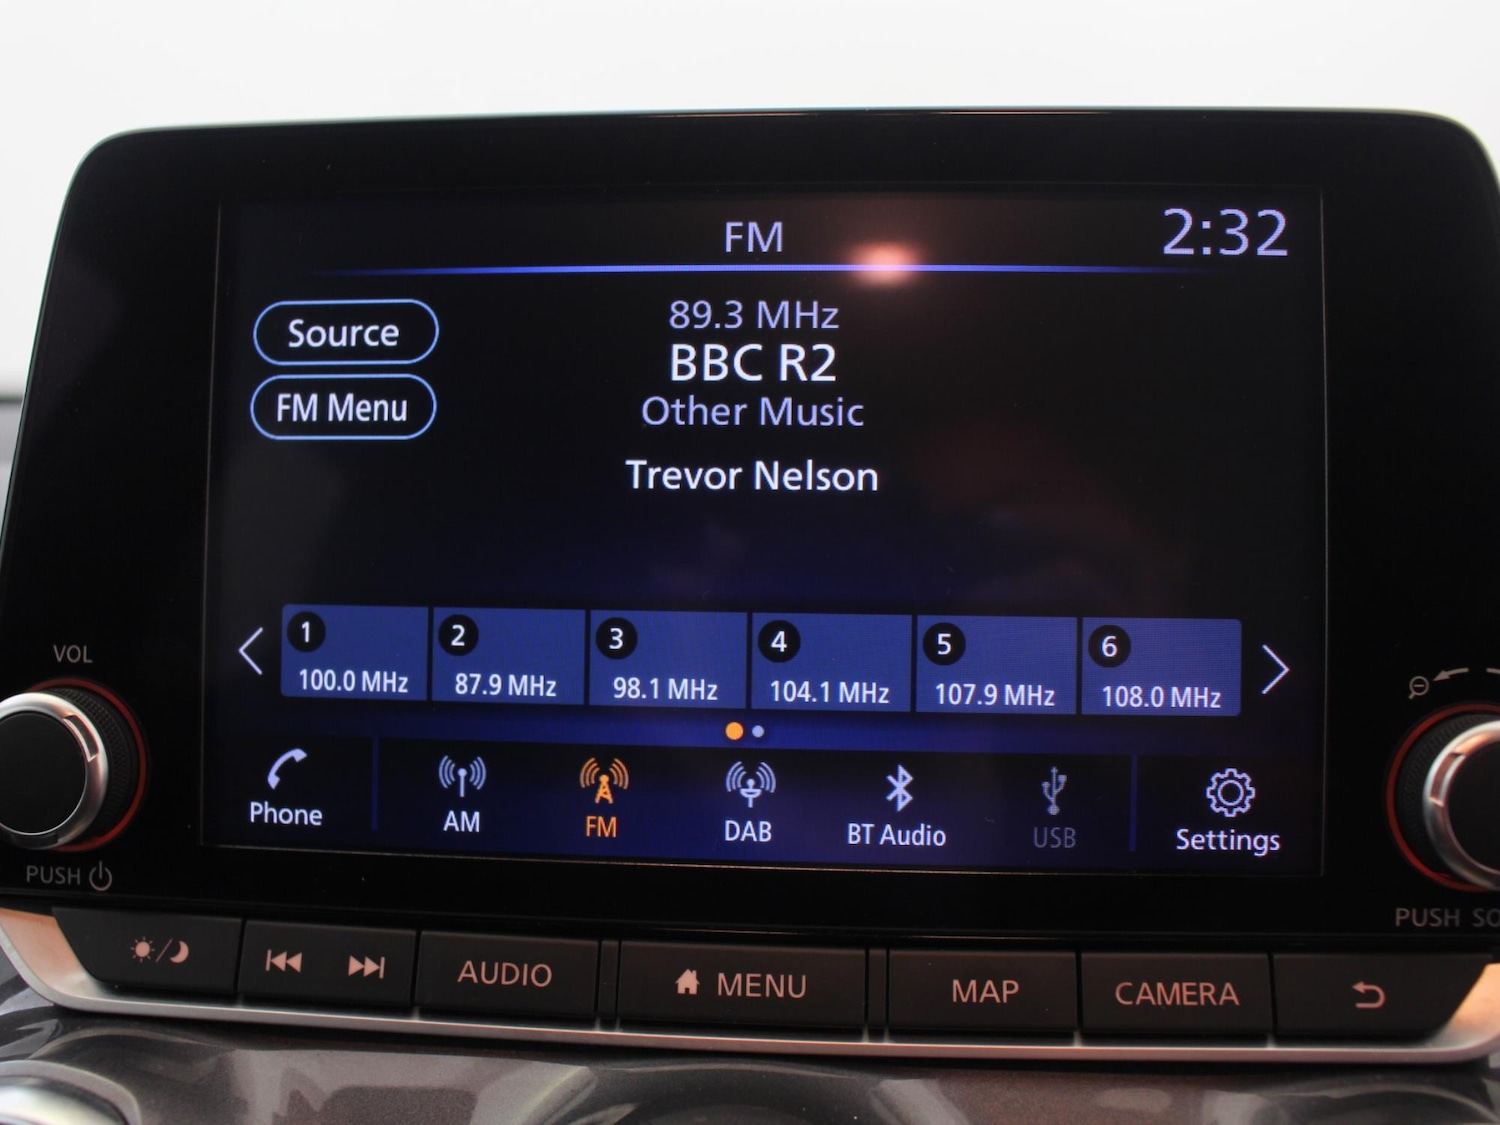 FM
2:32
Source
FM Menu
89.3 MHz
BBC R2
Other Music
Trevor Nelson
1
100.0 MHz
2
87.9 MHz
3
98.1 MHz
4
104.1 MHz
5
107.9 MHz
6
108.0 MHz
Phone
AM
FM
DAB
BT Audio
USB
Settings
VOL
PUSH
PUSH SO
AUDIO
MENU
MAP
CAMERA